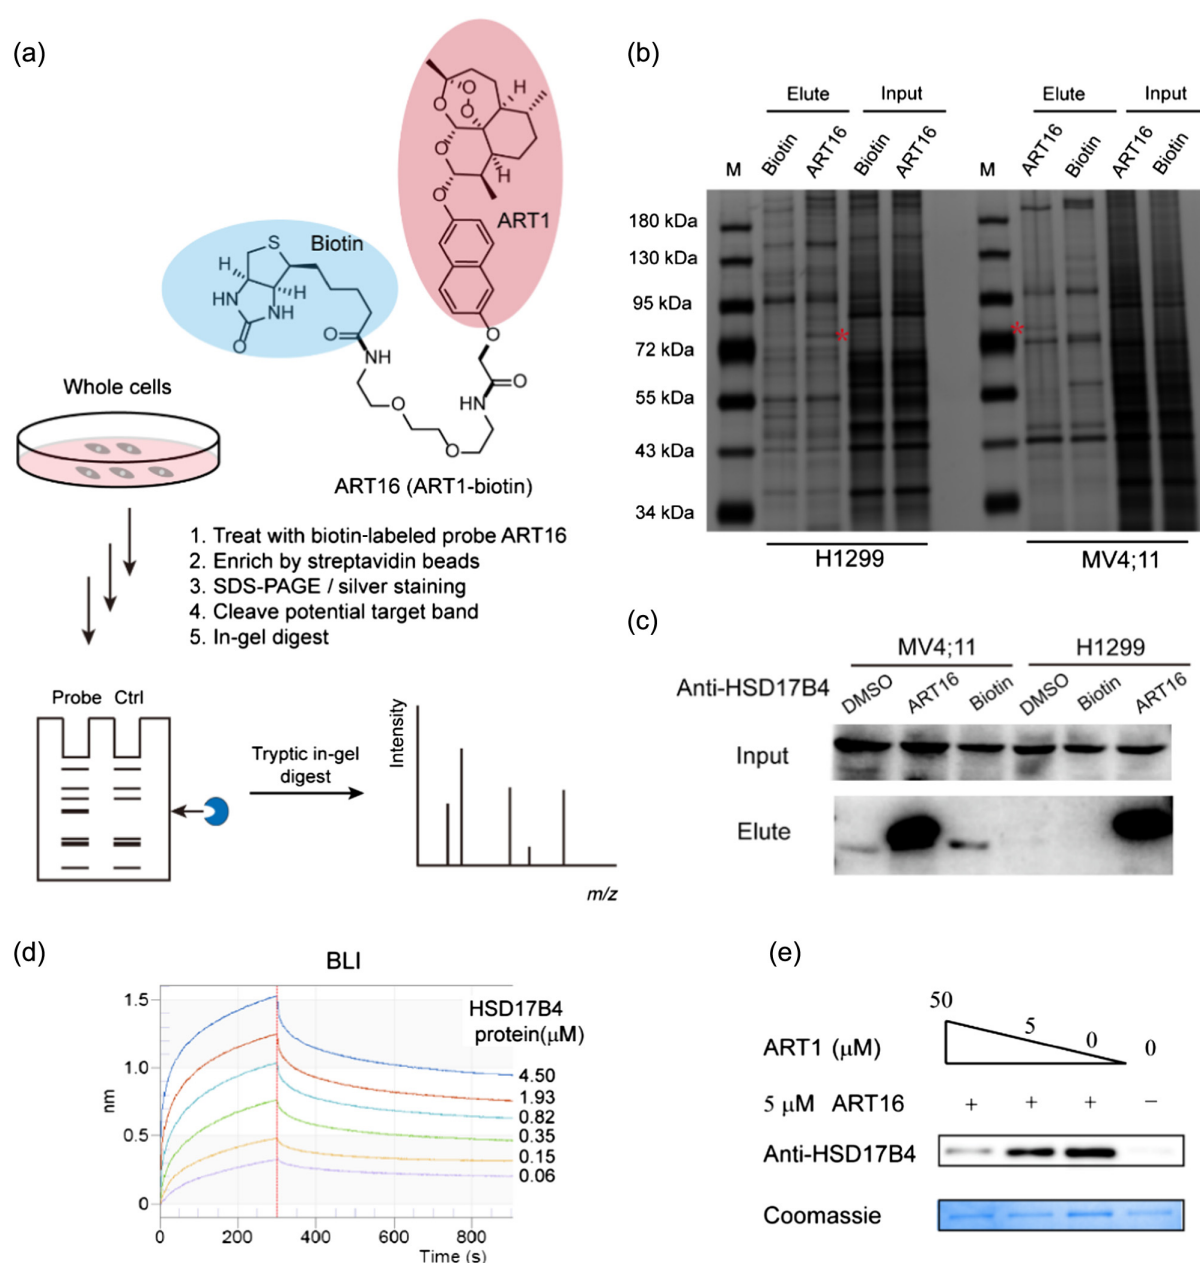 (a)
ART1
Biotin
S
H
H
HN
NH
O
O
NH
O
O
HN
O
O
O
O
O
O
O
H
H
ART16 (ART1-biotin)
Whole cells
1. Treat with biotin-labeled probe ART16
2. Enrich by streptavidin beads
3. SDS-PAGE / silver staining
4. Cleave potential target band
5. In-gel digest
Probe Ctrl
Tryptic in-gel
digest
Intensity
m/z
(b)
Elute Input Elute Input
M Biotin ART16 Biotin ART16 M ART16 Biotin ART16 Biotin
180 kDa
130 kDa
95 kDa
* *
72 kDa
55 kDa
43 kDa
34 kDa
H1299 MV4;11
(c)
MV4;11 H1299
Anti-HSD17B4 DMSO ART16 Biotin DMSO Biotin ART16
Input
Elute
(d)
BLI
HSD17B4
protein(μM)
4.50
1.93
0.82
0.35
0.15
0.06
nm
1.5
1.0
0.5
0
0 200 400 600 800
Time (s)
(e)
50 5 0 0
ART1 (μM)
5 μM ART16 + + + −
Anti-HSD17B4
Coomassie